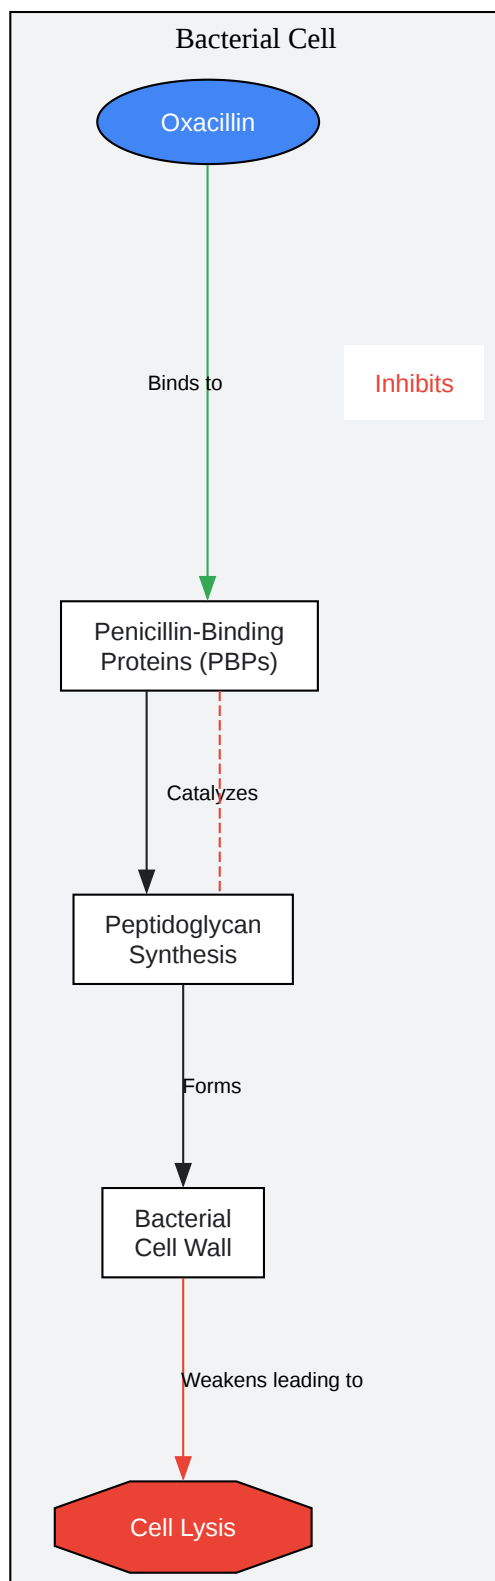 Bacterial Cell
Oxacillin
Binds to
Inhibits
Penicillin-Binding
Proteins (PBPs)
Catalyzes
Peptidoglycan
Synthesis
Forms
Bacterial
Cell Wall
Weakens leading to
Cell Lysis